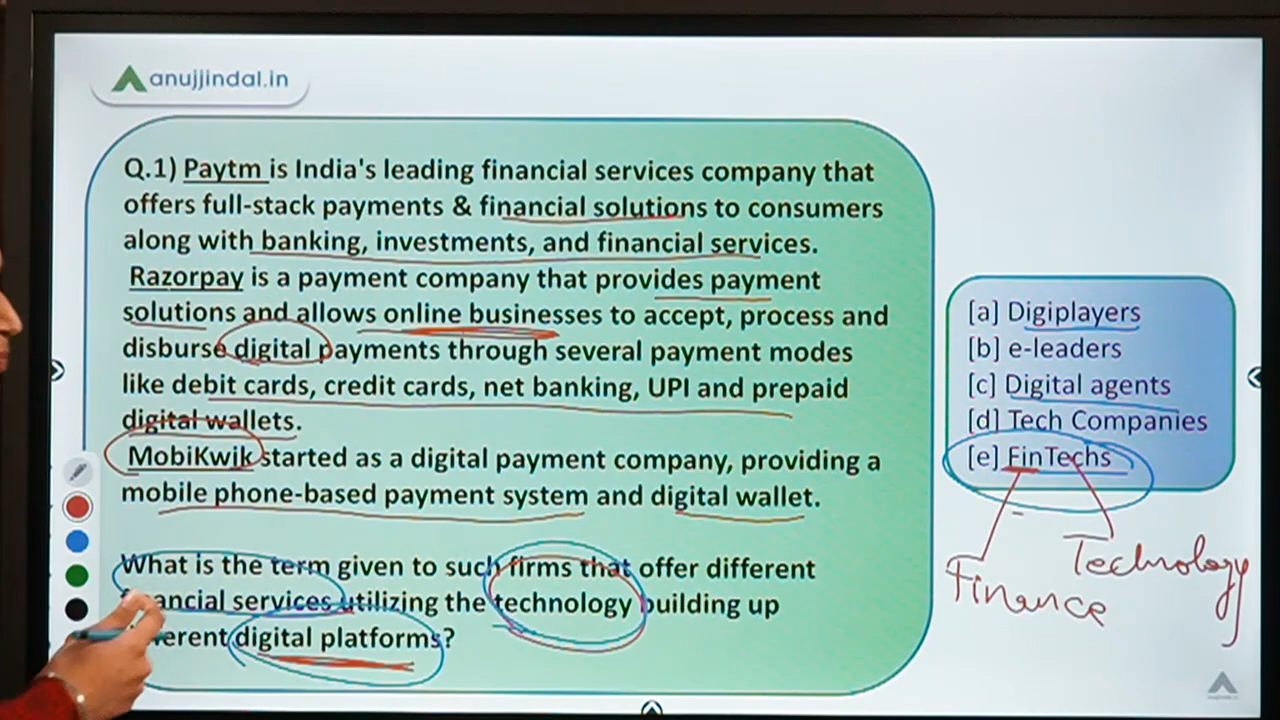 anujjindal.in
Q.1) Paytm is India's leading financial services company that
offers full-stack payments & financial solutions to consumers
along with banking, investments, and financial services.
Razorpay is a payment company that provides payment
solutions and allows online businesses to accept, process and
disburse digital payments through several payment modes
like debit cards, credit cards, net banking, UPI and prepaid
digital wallets.
MobiKwik started as a digital payment company, providing a
mobile phone-based payment system and digital wallet.
What is the term given to such firms that offer different
financial services utilizing the technology building up
erent digital platforms?
[a] Digiplayers
[b] e-leaders
[c] Digital agents
[d] Tech Companies
[e] FinTechs
Technology
Finance